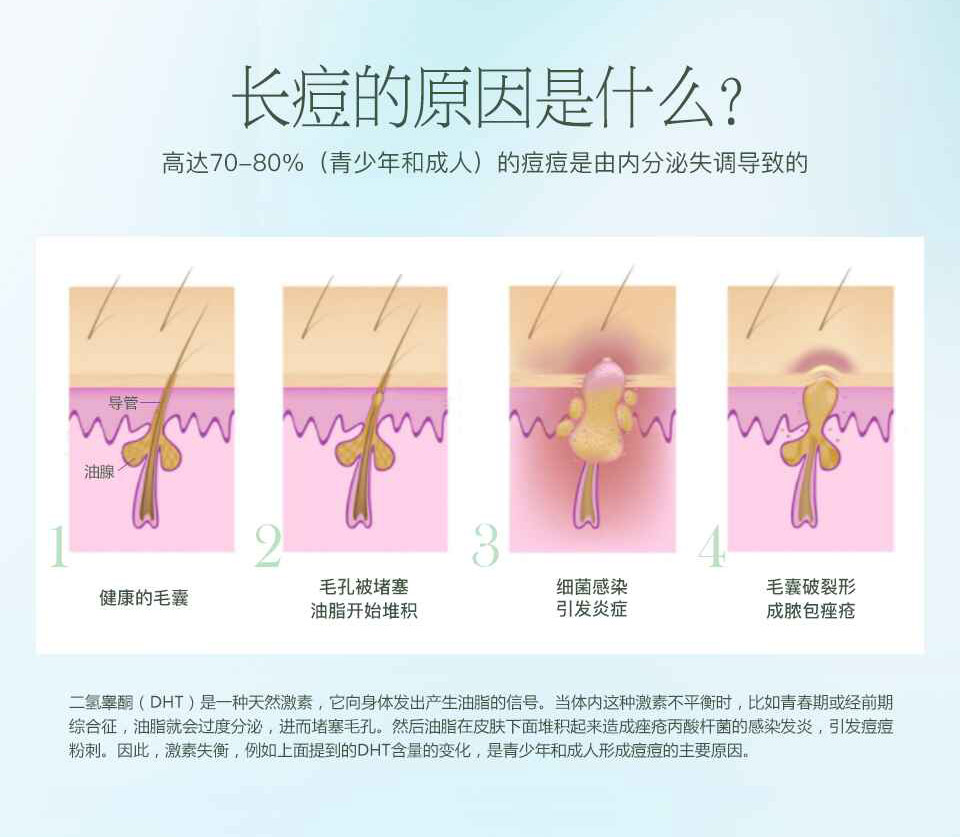 长痘的原因是什么?
高达70-80%（青少年和成人）的痘痘是由内分泌失调导致的
导管
油腺
1
2
3
4
健康的毛囊
毛孔被堵塞
油脂开始堆积
细菌感染
引发炎症
毛囊破裂形
成脓包痤疮
二氢睾酮（DHT）是一种天然激素，它向身体发出产生油脂的信号。当体内这种激素不平衡时，比如青春期或经前期
综合征，油脂就会过度分泌，进而堵塞毛孔。然后油脂在皮肤下面堆积起来造成痤疮丙酸杆菌的感染发炎，引发痘痘
粉刺。因此，激素失衡，例如上面提到的DHT含量的变化，是青少年和成人形成痘痘的主要原因。